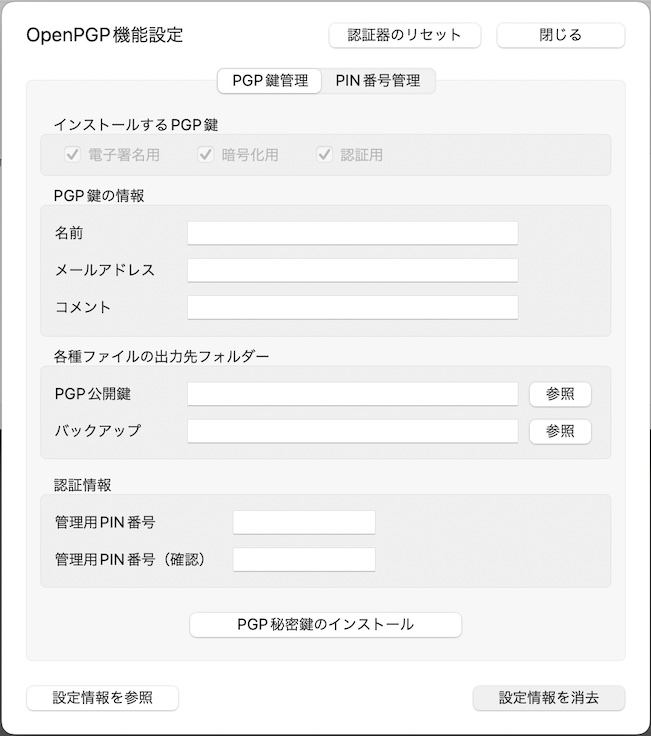 OpenPGP機能設定
認証器のリセット
閉じる
PGP鍵管理
PIN番号管理
インストールするPGP鍵
電子署名用
暗号化用
認証用
PGP鍵の情報
名前
メールアドレス
コメント
各種ファイルの出力先フォルダー
PGP公開鍵
参照
バックアップ
参照
認証情報
管理用PIN番号
管理用PIN番号（確認）
PGP秘密鍵のインストール
設定情報を参照
設定情報を消去